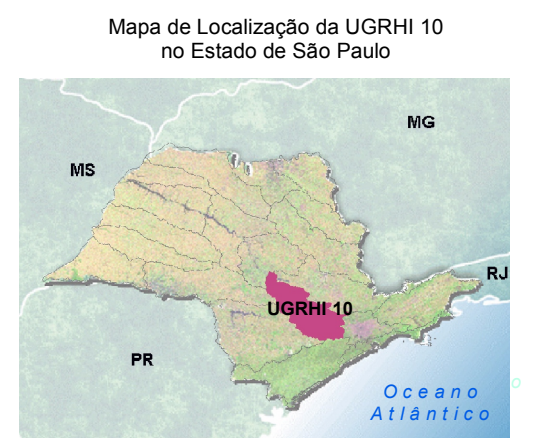 Mapa de Localização da UGRHI 10
no Estado de São Paulo
MG
MS
RJ
UGRHI 10
PR
Oceano
Atlântico